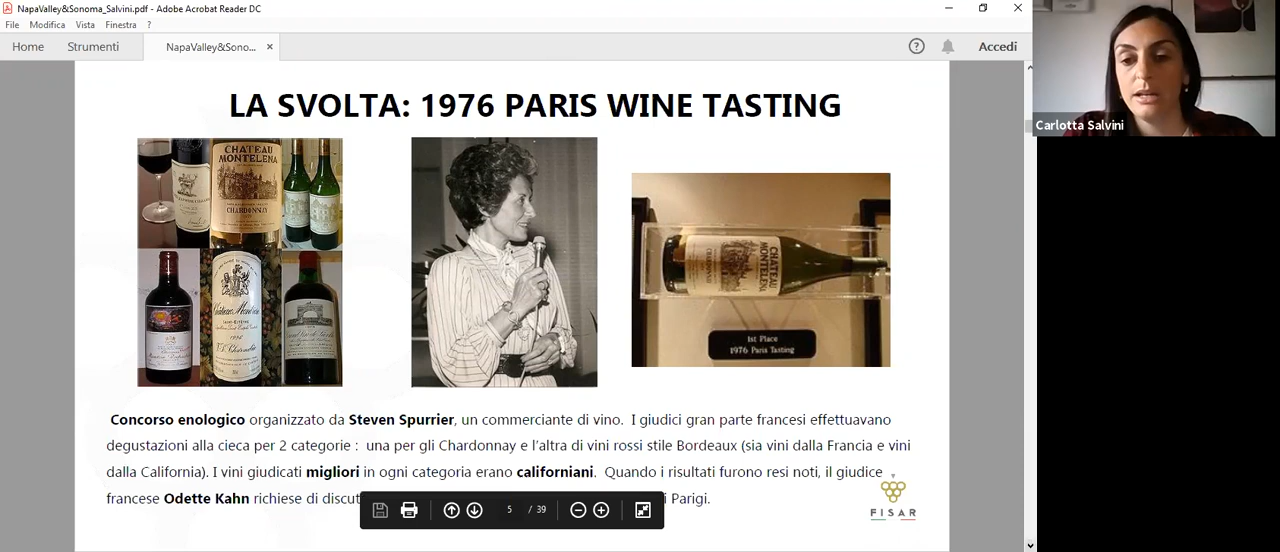 NapaValley&Sonoma_Salvini.pdf - Adobe Acrobat Reader DC
File Modifica Vista Finestra ?
Home Strumenti NapaValley&Sono... × Accedi
Carlotta Salvini
LA SVOLTA: 1976 PARIS WINE TASTING
CHATEAU
MONTELENA
CHARDONNAY
CHATEAU
MONTELENA
CHARDONNAY
1st Place
1976 Paris Tasting
Concorso enologico organizzato da Steven Spurrier, un commerciante di vino. I giudici gran parte francesi effettuavano
degustazioni alla cieca per 2 categorie : una per gli Chardonnay e l'altra di vini rossi stile Bordeaux (sia vini dalla Francia e vini
dalla California). I vini giudicati migliori in ogni categoria erano californiani. Quando i risultati furono resi noti, il giudice
francese Odette Kahn richiese di i Parigi.
5 / 39
FISAR